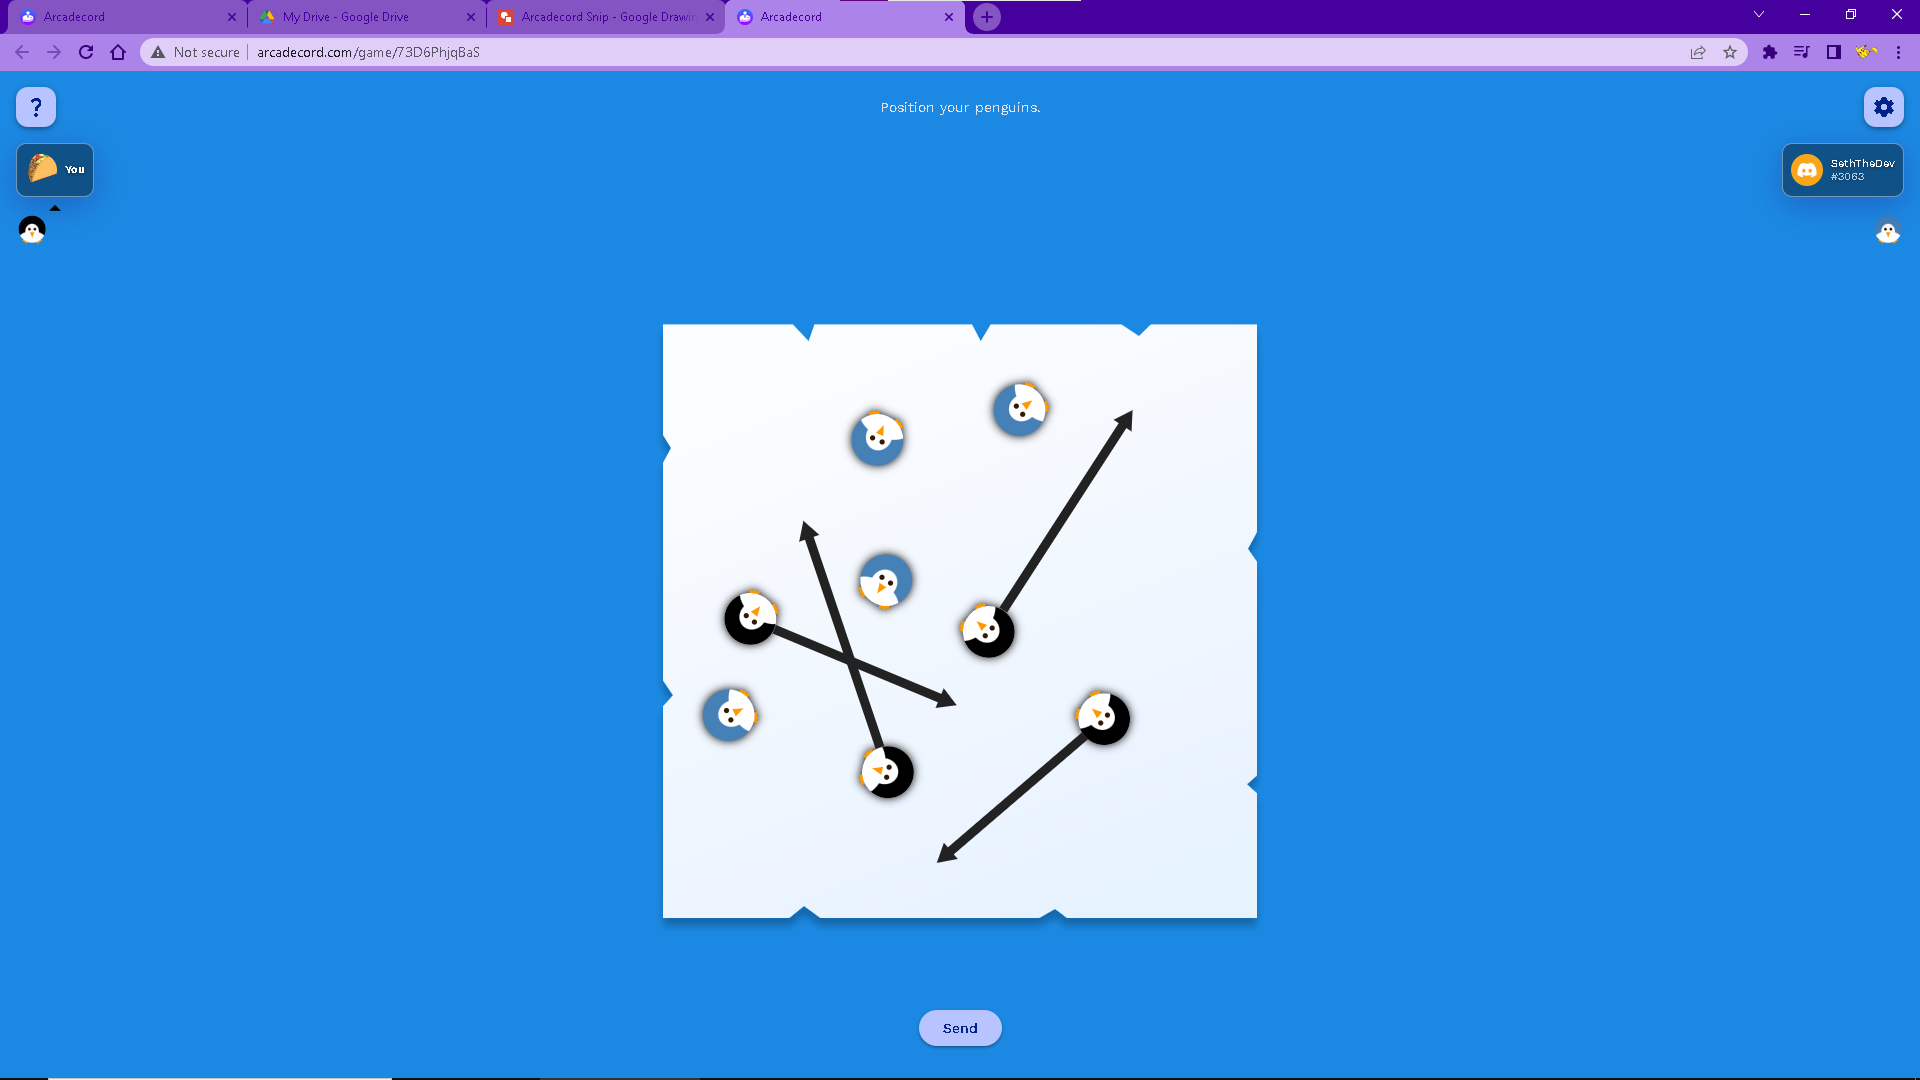 Arcadecord
My Drive - Google Drive
Arcadecord Snip - Google Drawin
Arcadecord
Not secure
arcadecord.com/game/73D6PhjqBaS
?
Position your penguins.
You
SethTheDev
#3063
Send